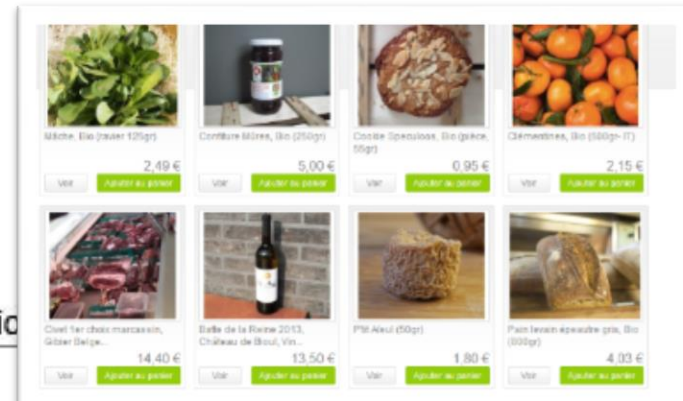 Mâche, Bio (ravier 125gr)
2,49 €
Voir Ajouter au panier
Confiture Mûres, Bio (250gr)
5,00 €
Voir Ajouter au panier
Cookie Speculoos, Bio (pièce,
55gr)
0,95 €
Voir Ajouter au panier
Clémentines, Bio (500gr- IT)
2,15 €
Voir Ajouter au panier
Civet 1er choix marcassin,
Gibier Belge...
14,40 €
Voir Ajouter au panier
Batte de la Reine 2013,
Château de Bioul, Vin...
13,50 €
Voir Ajouter au panier
P'tit Aïeul (50gr)
1,80 €
Voir Ajouter au panier
Pain levain épeautre gris, Bio
(800gr)
4,03 €
Voir Ajouter au panier